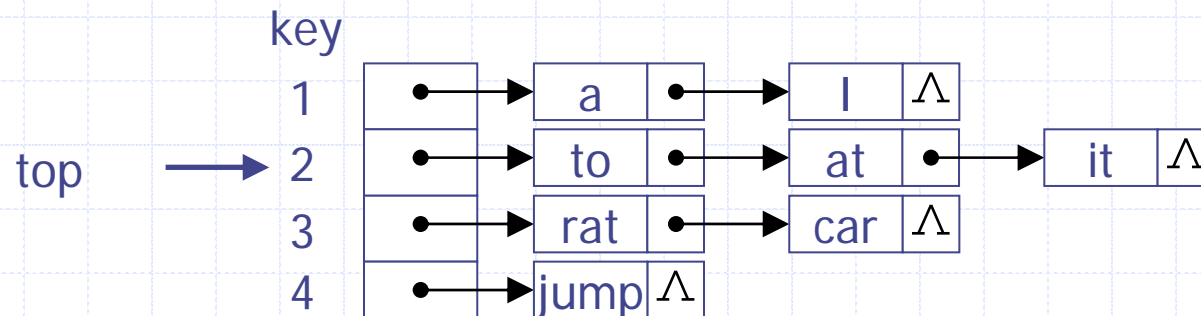 key
1 a I Λ
top 2 to at it Λ
3 rat car Λ
4 jump Λ